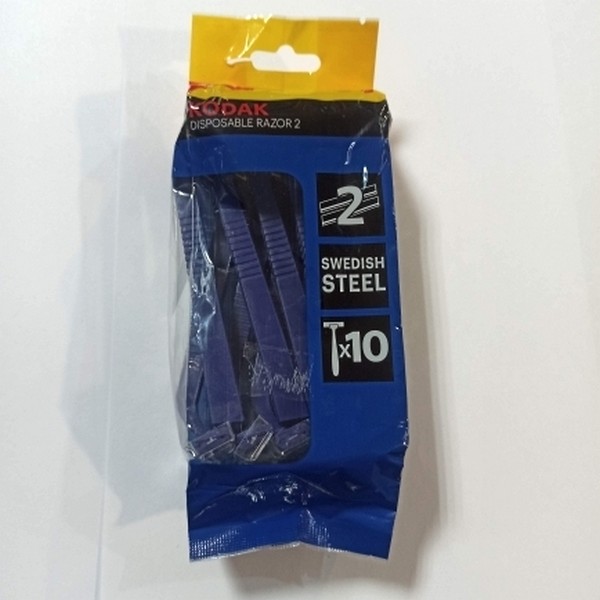 KODAK
DISPOSABLE RAZOR 2
2
SWEDISH
STEEL
x10